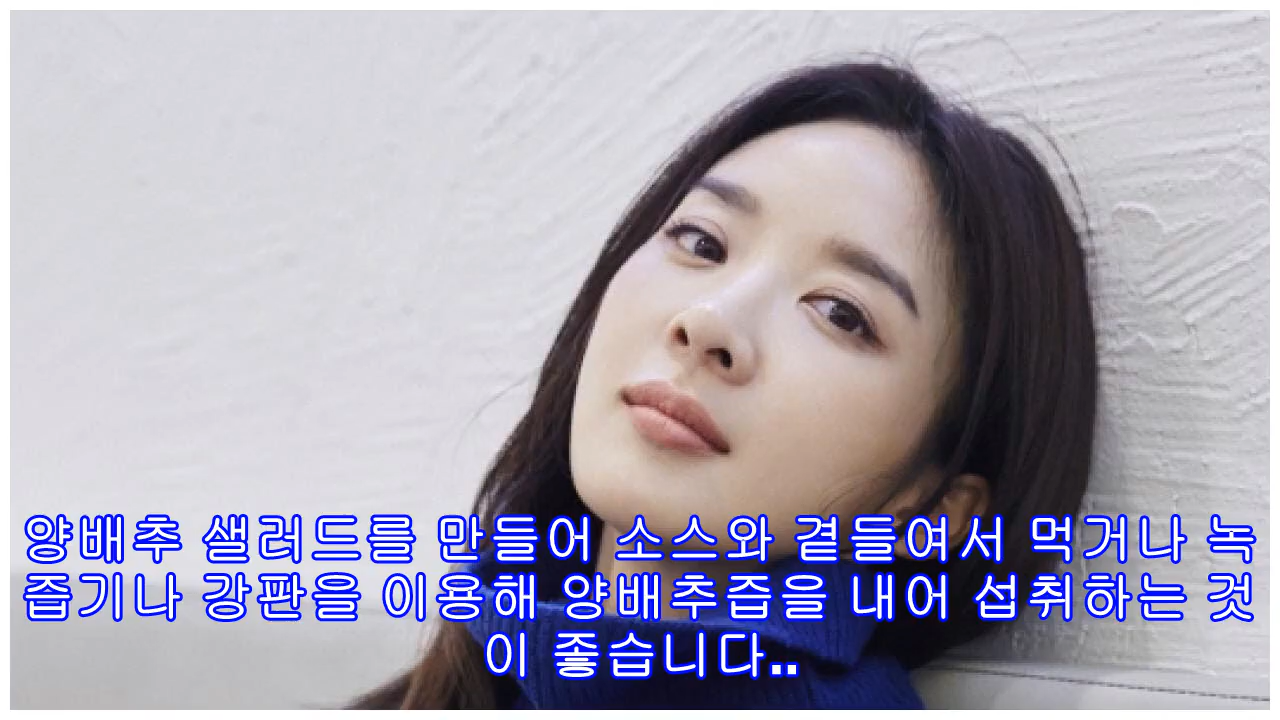 양배추 샐러드를 만들어 소스와 곁들여서 먹거나 녹
즙기나 강판을 이용해 양배추즙을 내어 섭취하는 것
이 좋습니다..